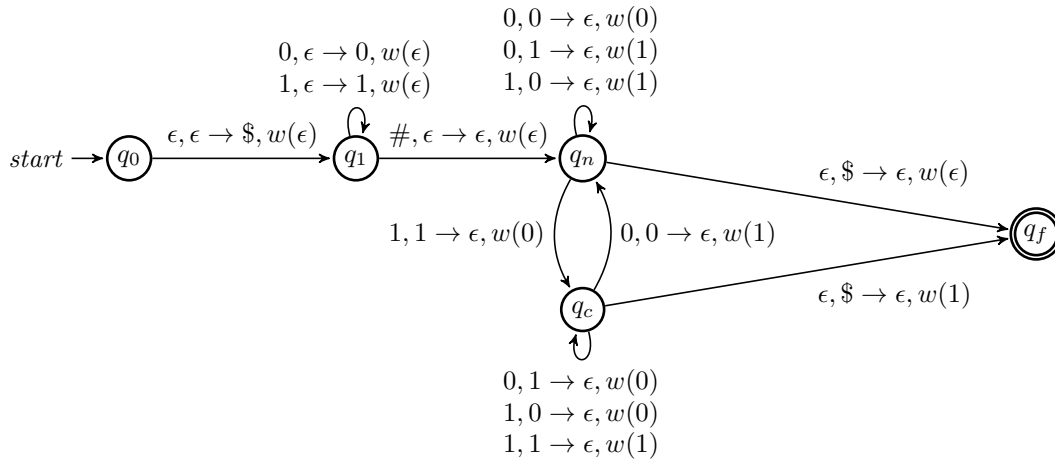 0, 0 → ϵ, w(0)
0, 1 → ϵ, w(1)
1, 0 → ϵ, w(1)
0, ϵ → 0, w(ϵ)
1, ϵ → 1, w(ϵ)
start
q0
ϵ, ϵ → $, w(ϵ)
q1
#, ϵ → ϵ, w(ϵ)
qn
ϵ, $ → ϵ, w(ϵ)
1, 1 → ϵ, w(0)
0, 0 → ϵ, w(1)
qf
qc
ϵ, $ → ϵ, w(1)
0, 1 → ϵ, w(0)
1, 0 → ϵ, w(0)
1, 1 → ϵ, w(1)